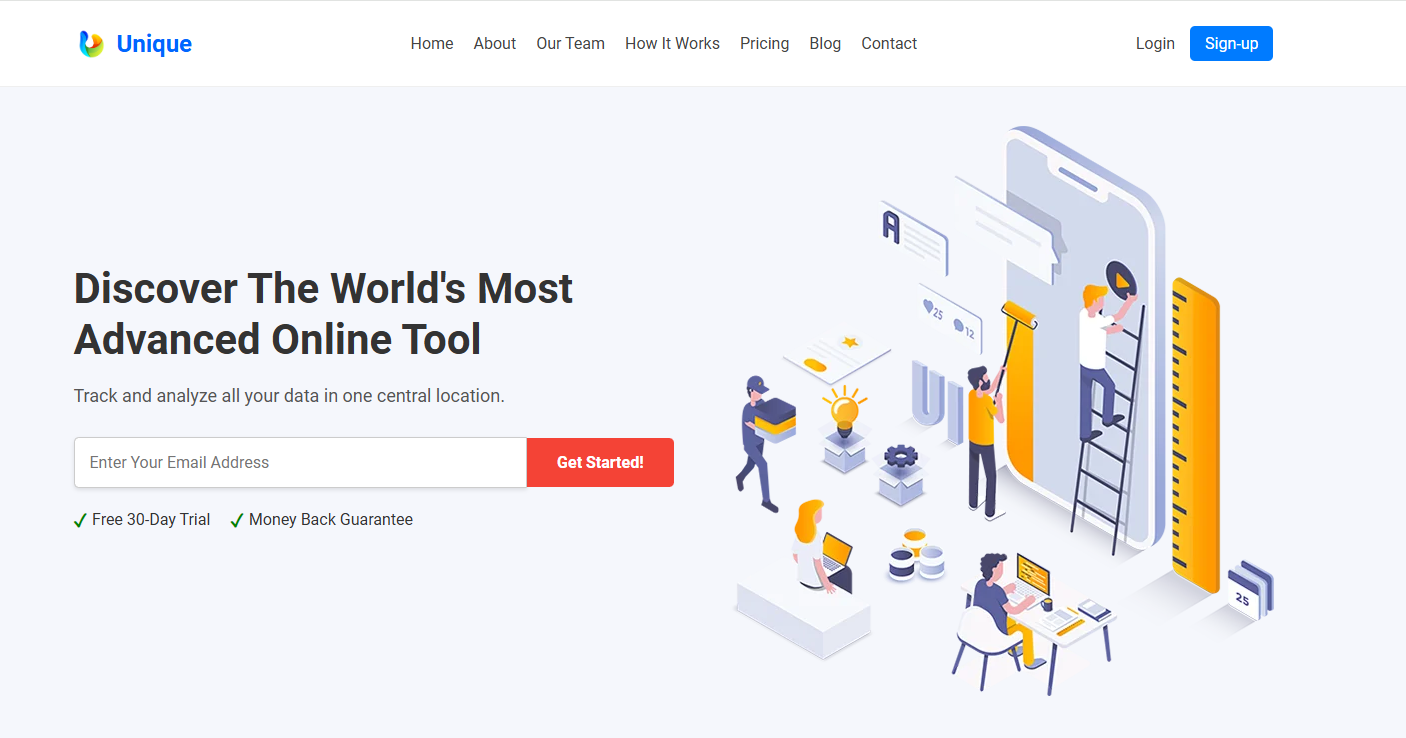 Unique
Home About Our Team How It Works Pricing Blog Contact
Login Sign-up
Discover The World's Most
Advanced Online Tool
Track and analyze all your data in one central location.
Enter Your Email Address Get Started!
✓ Free 30-Day Trial ✓ Money Back Guarantee
A
25 12
UI
25